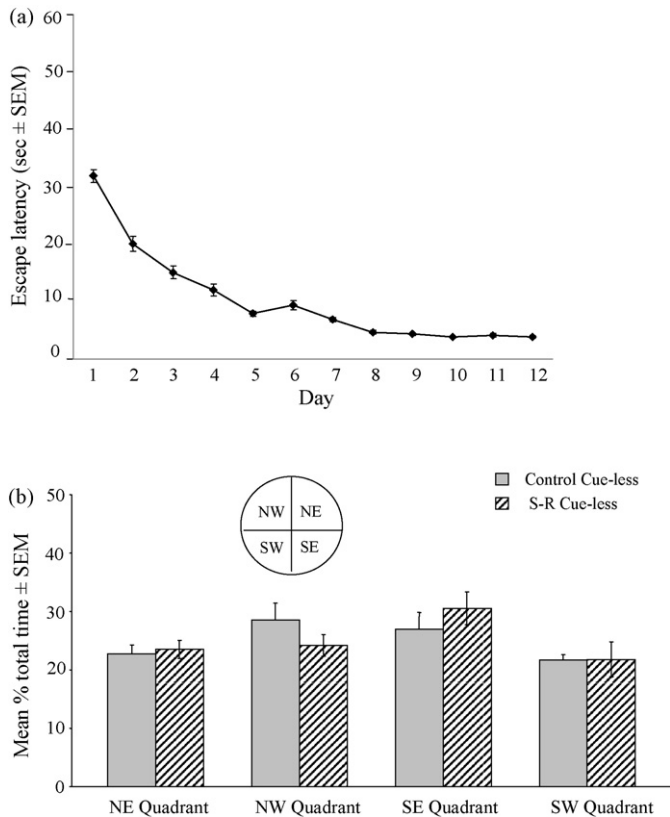 (a)
Escape latency (sec ± SEM)
60
50
40
30
20
10
0
1 2 3 4 5 6 7 8 9 10 11 12
Day
(b)
Control Cue-less
S-R Cue-less
NW NE
SW SE
Mean % total time ± SEM
50
40
30
20
10
0
NE Quadrant NW Quadrant SE Quadrant SW Quadrant